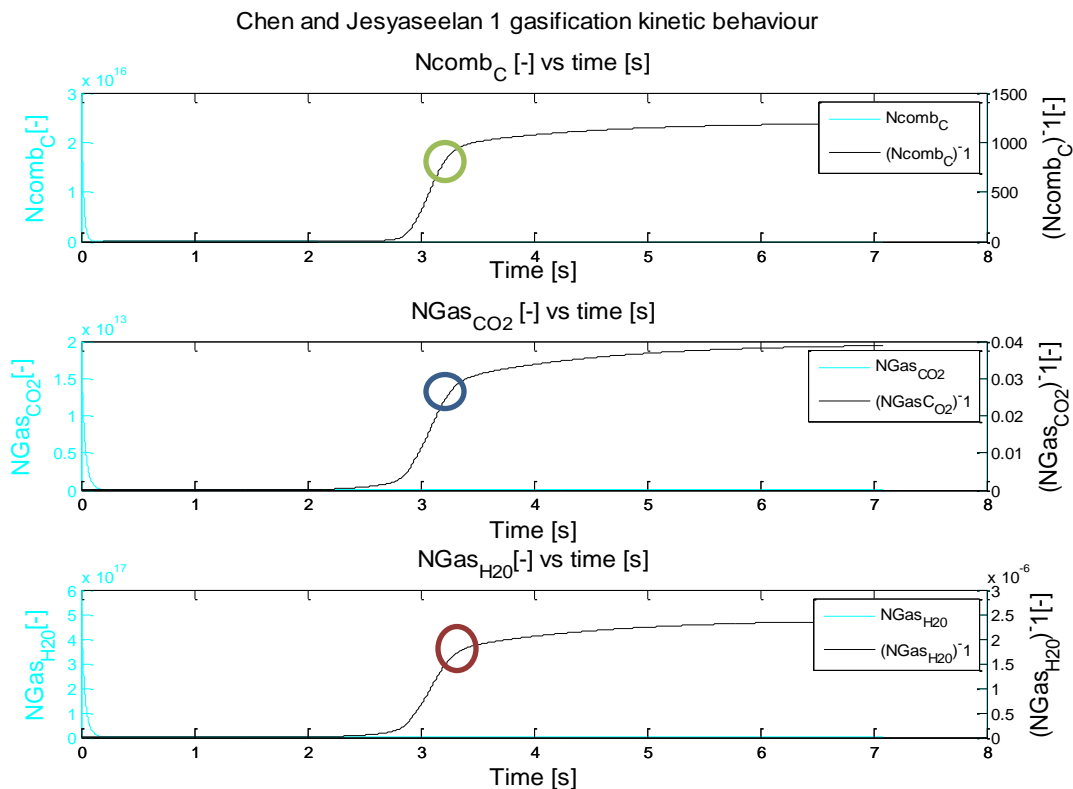 Chen and Jesyaseelan 1 gasification kinetic behaviour
Ncomb_C [-] vs time [s]
x 10^16
3
2
1
0
Ncomb_C[-]
0 1 2 3 4 5 6 7 8
Time [s]
1500
1000
500
0
(Ncomb_C)^-1[-]
Ncomb_C
(Ncomb_C)^-1
NGas_CO2 [-] vs time [s]
x 10^13
2
1.5
1
0.5
0
NGas_CO2[-]
0 1 2 3 4 5 6 7 8
Time [s]
0.04
0.03
0.02
0.01
0
(NGas_CO2)^-1[-]
NGas_CO2
(NGasC_O2)^-1
NGas_H20[-] vs time [s]
x 10^17
6
5
4
3
2
1
0
NGas_H20[-]
0 1 2 3 4 5 6 7 8
Time [s]
x 10^-6
3
2.5
2
1.5
1
0.5
0
(NGas_H20)^-1[-]
NGas_H20
(NGas_H20)^-1